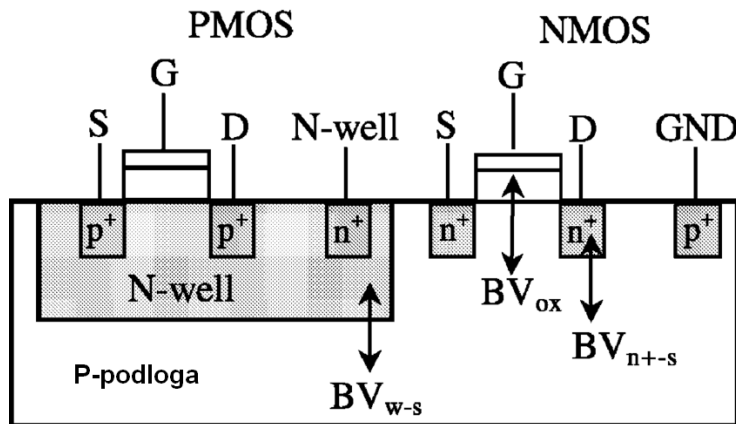 PMOS NMOS
G G
S D N-well S D GND
p+ p+ n+ n+ n+ p+
N-well
BVox
BVn+-s
P-podloga
BVw-s